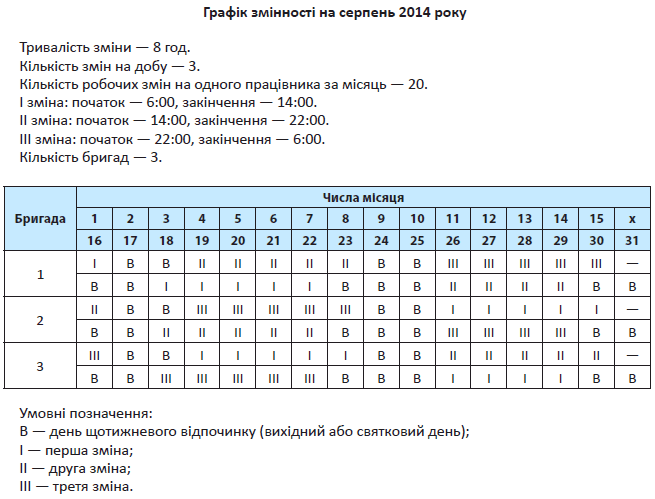 Графік змінності на серпень 2014 року
Тривалість зміни — 8 год.
Кількість змін на добу — 3.
Кількість робочих змін на одного працівника за місяць — 20.
I зміна: початок — 6:00, закінчення — 14:00.
II зміна: початок — 14:00, закінчення — 22:00.
III зміна: початок — 22:00, закінчення — 6:00.
Кількість бригад — 3.
Бригада Числа місяця
1 2 3 4 5 6 7 8 9 10 11 12 13 14 15 х
16 17 18 19 20 21 22 23 24 25 26 27 28 29 30 31
1 I В В II II II II II В В III III III III III —
В В I I I I I В В В II II II II В В
2 II В В III III III III III В В I I I I I —
В В II II II II II В В В III III III III В В
3 III В В I I I I I В В II II II II II —
В В III III III III III В В В I I I I В В
Умовні позначення:
В — день щотижневого відпочинку (вихідний або святковий день);
I — перша зміна;
II — друга зміна;
III — третя зміна.